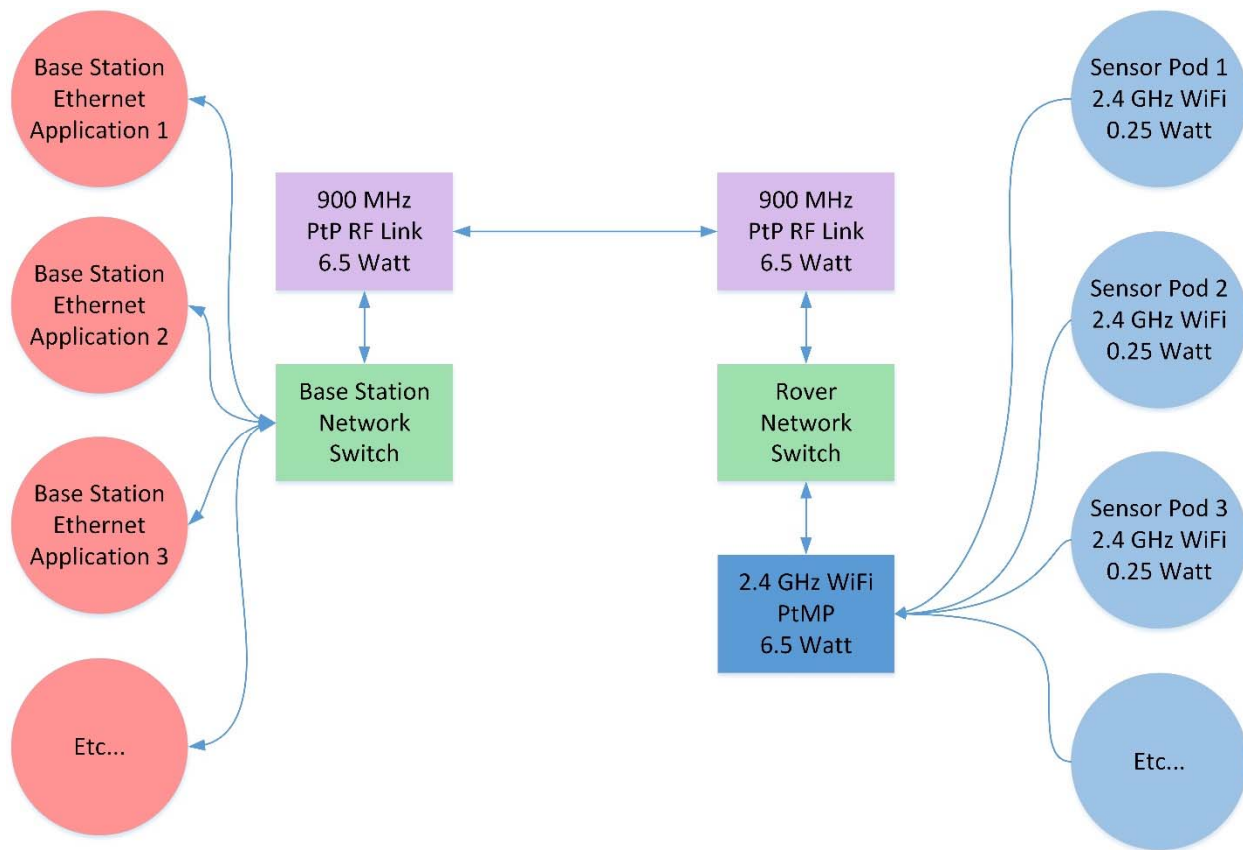 Base Station
Ethernet
Application 1
Base Station
Ethernet
Application 2
Base Station
Ethernet
Application 3
Etc...
900 MHz
PtP RF Link
6.5 Watt
Base Station
Network
Switch
900 MHz
PtP RF Link
6.5 Watt
Rover
Network
Switch
2.4 GHz WiFi
PtMP
6.5 Watt
Sensor Pod 1
2.4 GHz WiFi
0.25 Watt
Sensor Pod 2
2.4 GHz WiFi
0.25 Watt
Sensor Pod 3
2.4 GHz WiFi
0.25 Watt
Etc...